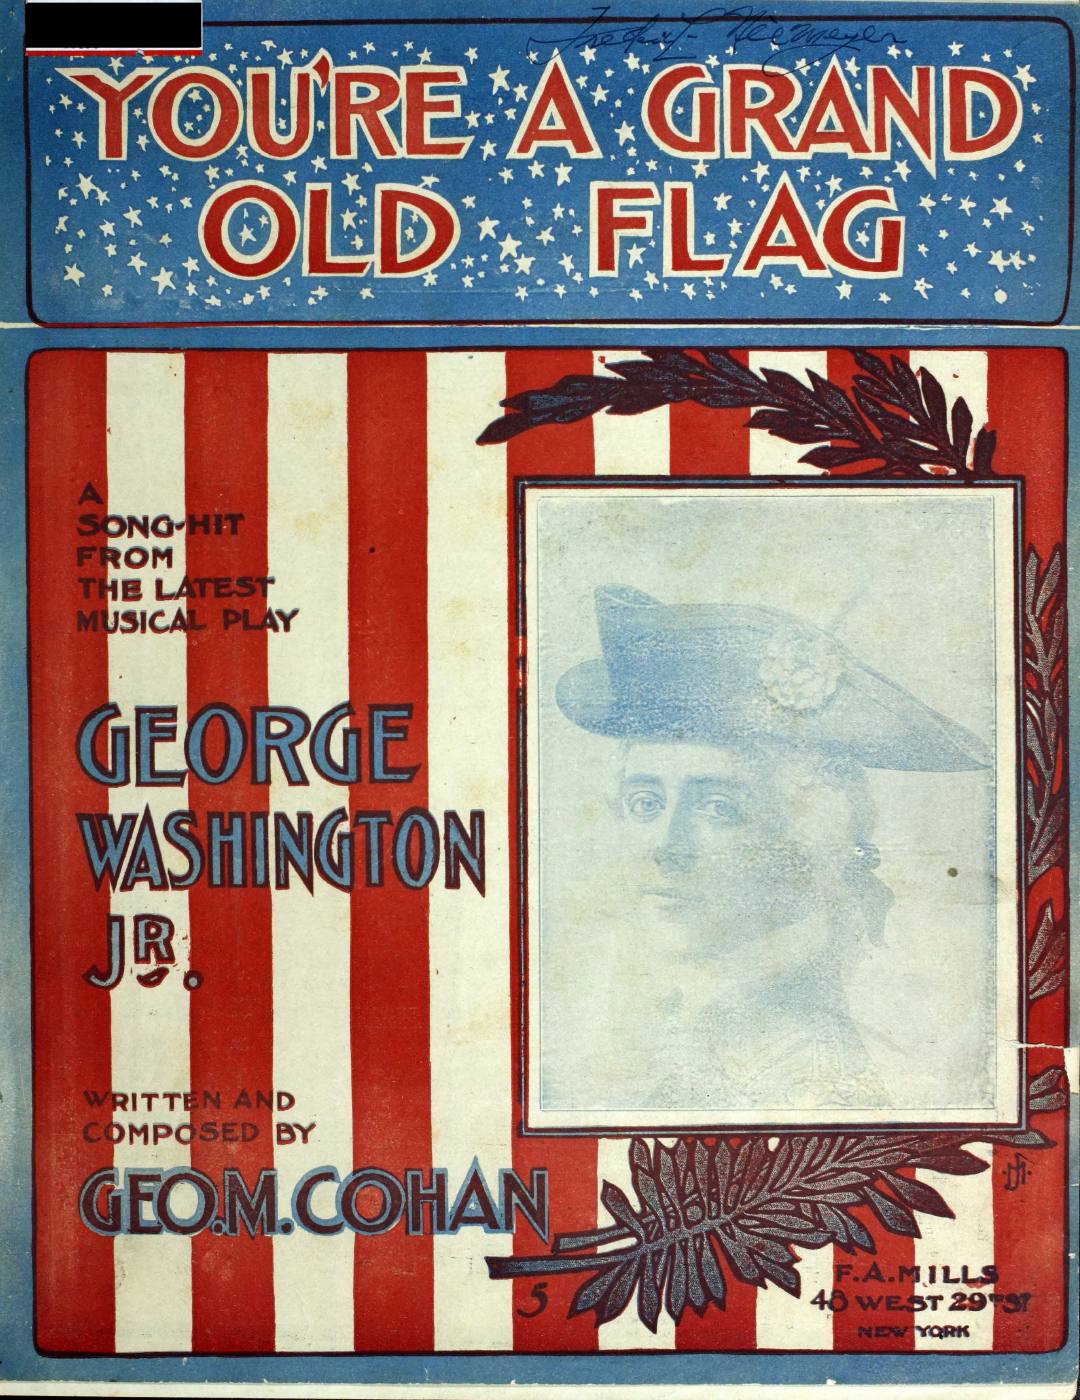 YOU'RE A GRAND
OLD FLAG
A
SONG-HIT
FROM
THE LATEST
MUSICAL PLAY
GEORGE
WASHINGTON
JR.
WRITTEN AND
COMPOSED BY
GEO. M. COHAN
5
F.A. MILLS
48 WEST 29TH ST
NEW YORK